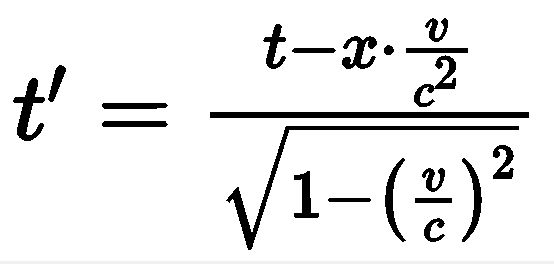 t′ = (t − x·v/c²) / √(1 − (v/c)²)